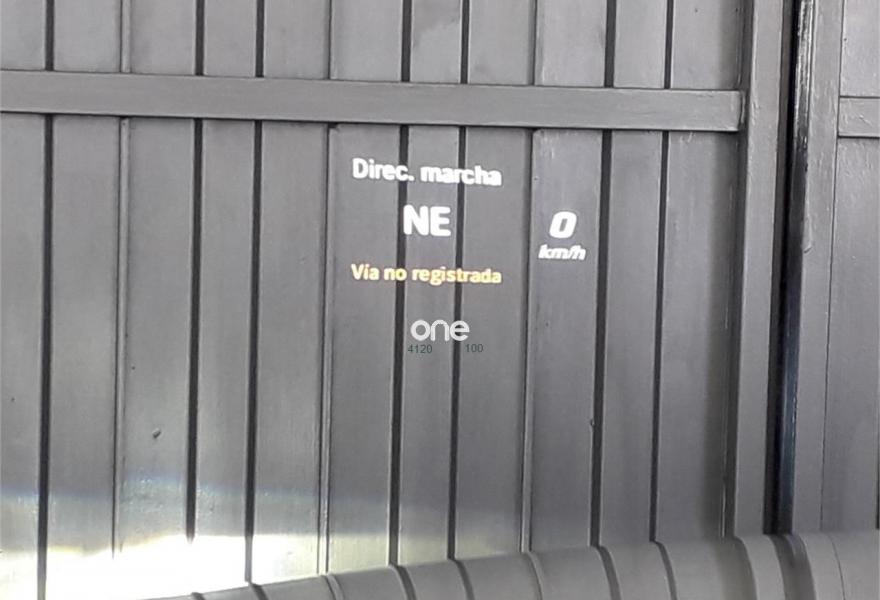 Direc. marcha
NE
0
km/h
Vía no registrada
one
4120 100